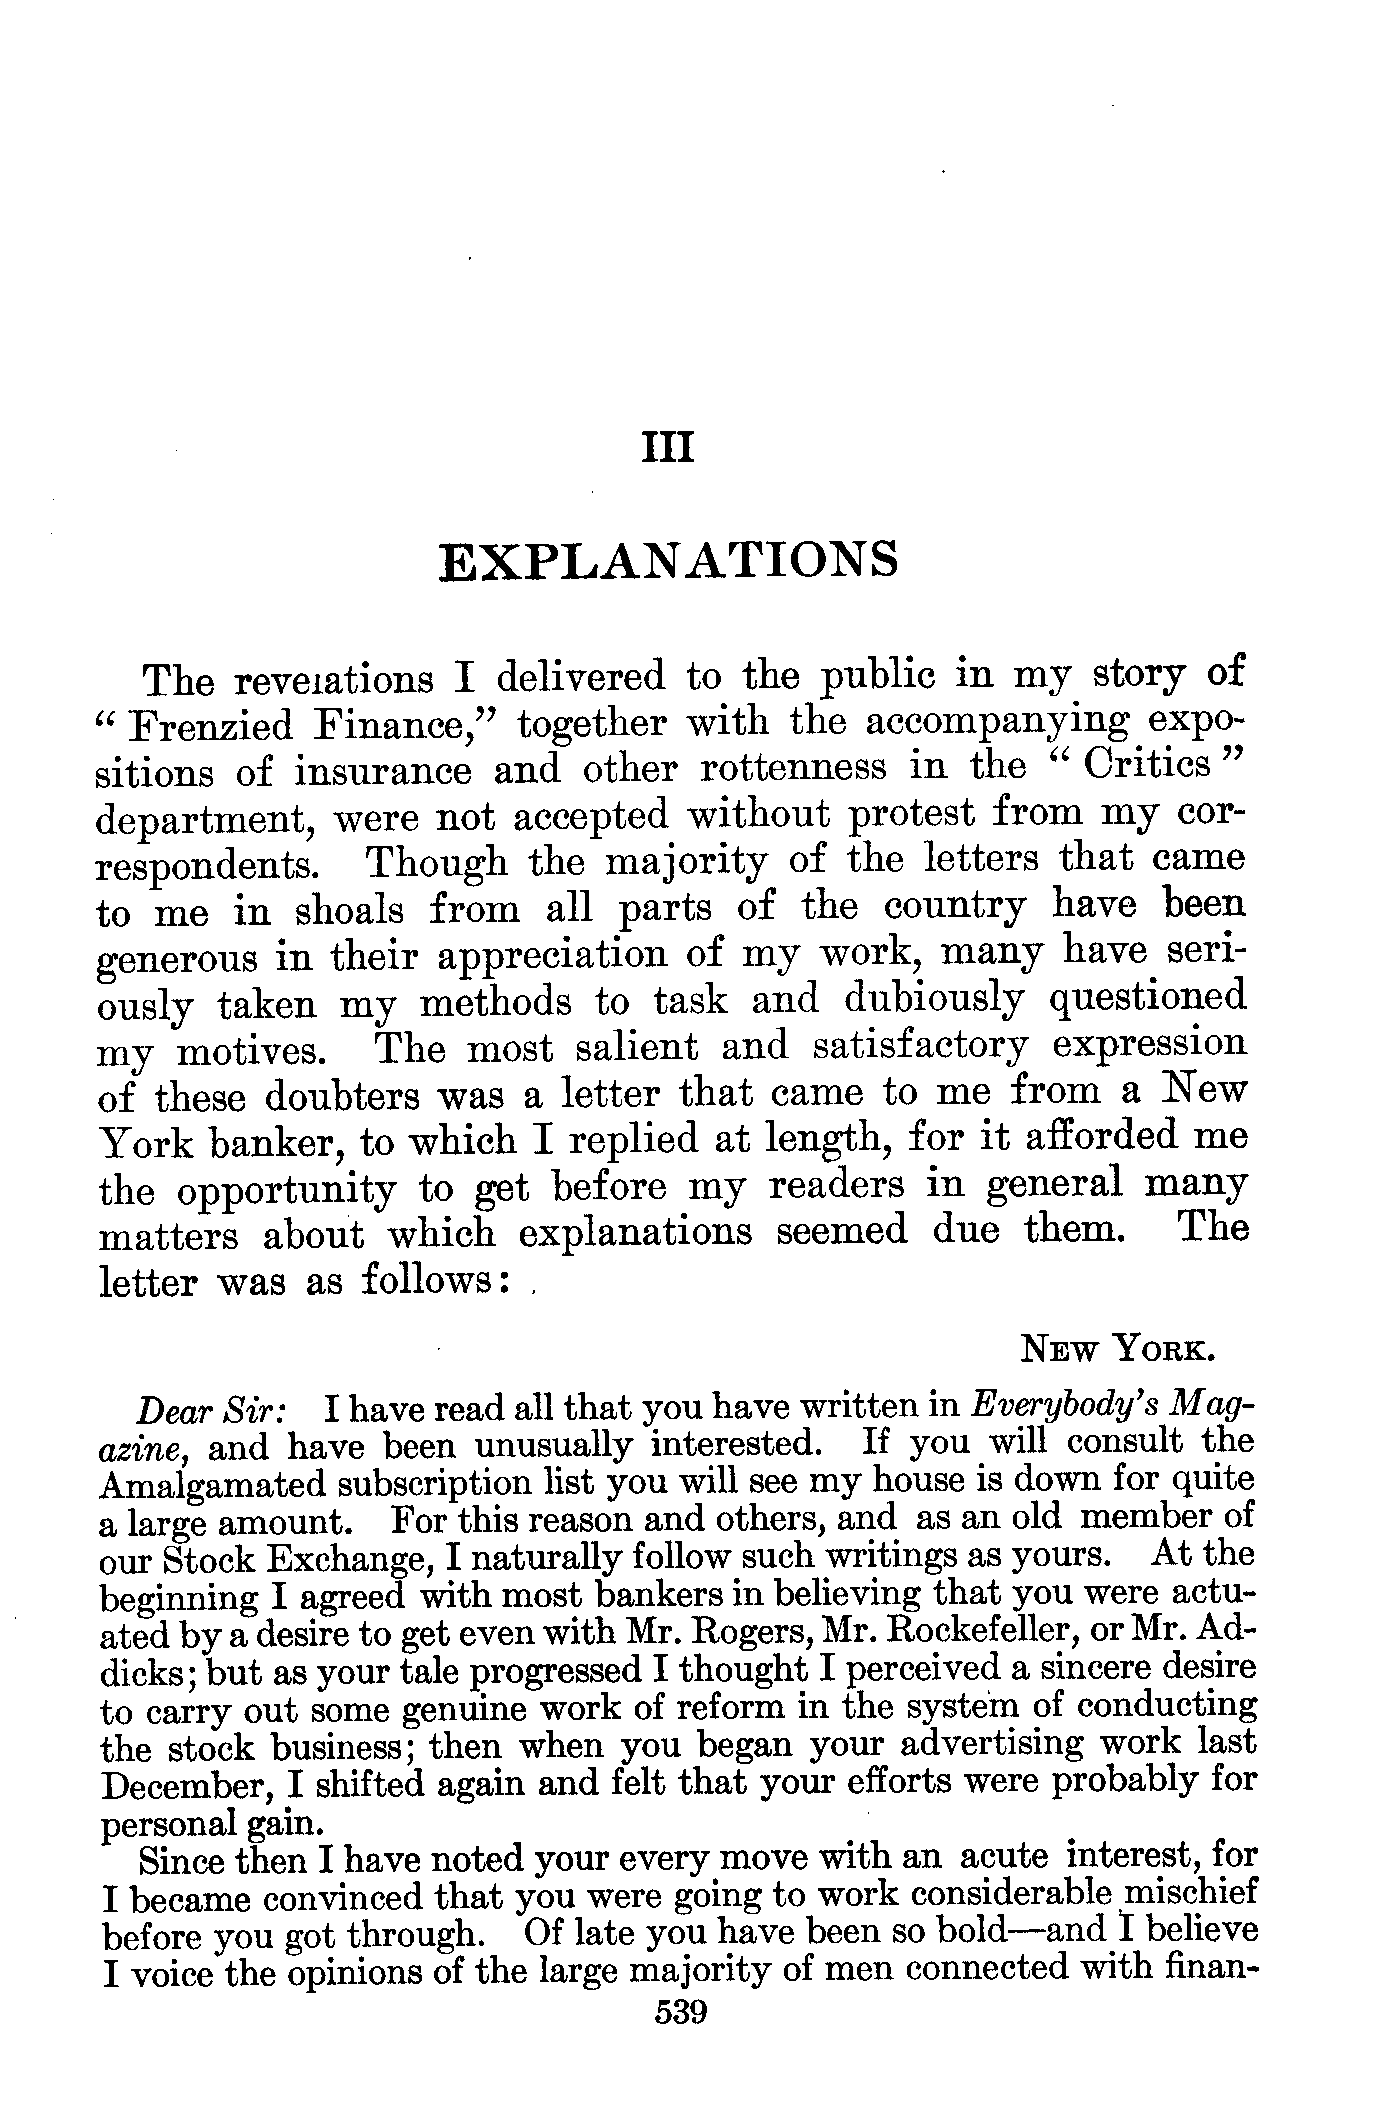 III
EXPLANATIONS
The revelations I delivered to the public in my story of
“ Frenzied Finance,” together with the accompanying expo-
sitions of insurance and other rottenness in the “ Critics ”
department, were not accepted without protest from my cor-
respondents. Though the majority of the letters that came
to me in shoals from all parts of the country have been
generous in their appreciation of my work, many have seri-
ously taken my methods to task and dubiously questioned
my motives. The most salient and satisfactory expression
of these doubters was a letter that came to me from a New
York banker, to which I replied at length, for it afforded me
the opportunity to get before my readers in general many
matters about which explanations seemed due them. The
letter was as follows:
NEW YORK.
Dear Sir: I have read all that you have written in Everybody's Mag-
azine, and have been unusually interested. If you will consult the
Amalgamated subscription list you will see my house is down for quite
a large amount. For this reason and others, and as an old member of
our Stock Exchange, I naturally follow such writings as yours. At the
beginning I agreed with most bankers in believing that you were actu-
ated by a desire to get even with Mr. Rogers, Mr. Rockefeller, or Mr. Ad-
dicks; but as your tale progressed I thought I perceived a sincere desire
to carry out some genuine work of reform in the system of conducting
the stock business; then when you began your advertising work last
December, I shifted again and felt that your efforts were probably for
personal gain.
Since then I have noted your every move with an acute interest, for
I became convinced that you were going to work considerable mischief
before you got through. Of late you have been so bold—and I believe
I voice the opinions of the large majority of men connected with finan-
539